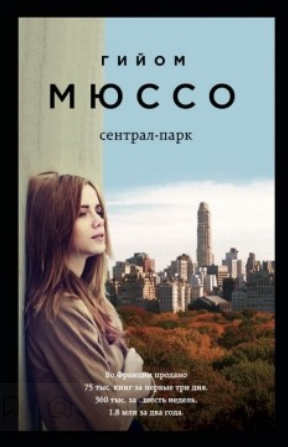 ГИЙОМ
МЮССО
сентрал-парк
Во Франции продано
75 тыс. книг за первые три дня.
360 тыс. за шесть недель.
1.8 млн за два года.